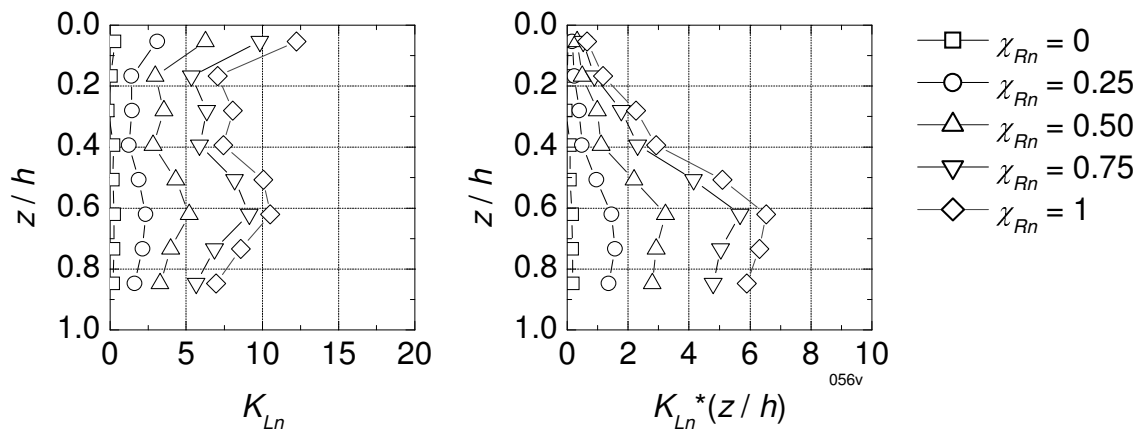 0.0
0.2
0.4
0.6
0.8
1.0
z / h
0 5 10 15 20
K_Ln
0.0
0.2
0.4
0.6
0.8
1.0
z / h
0 2 4 6 8 10
056v
K_Ln*(z / h)
χ_Rn = 0
χ_Rn = 0.25
χ_Rn = 0.50
χ_Rn = 0.75
χ_Rn = 1